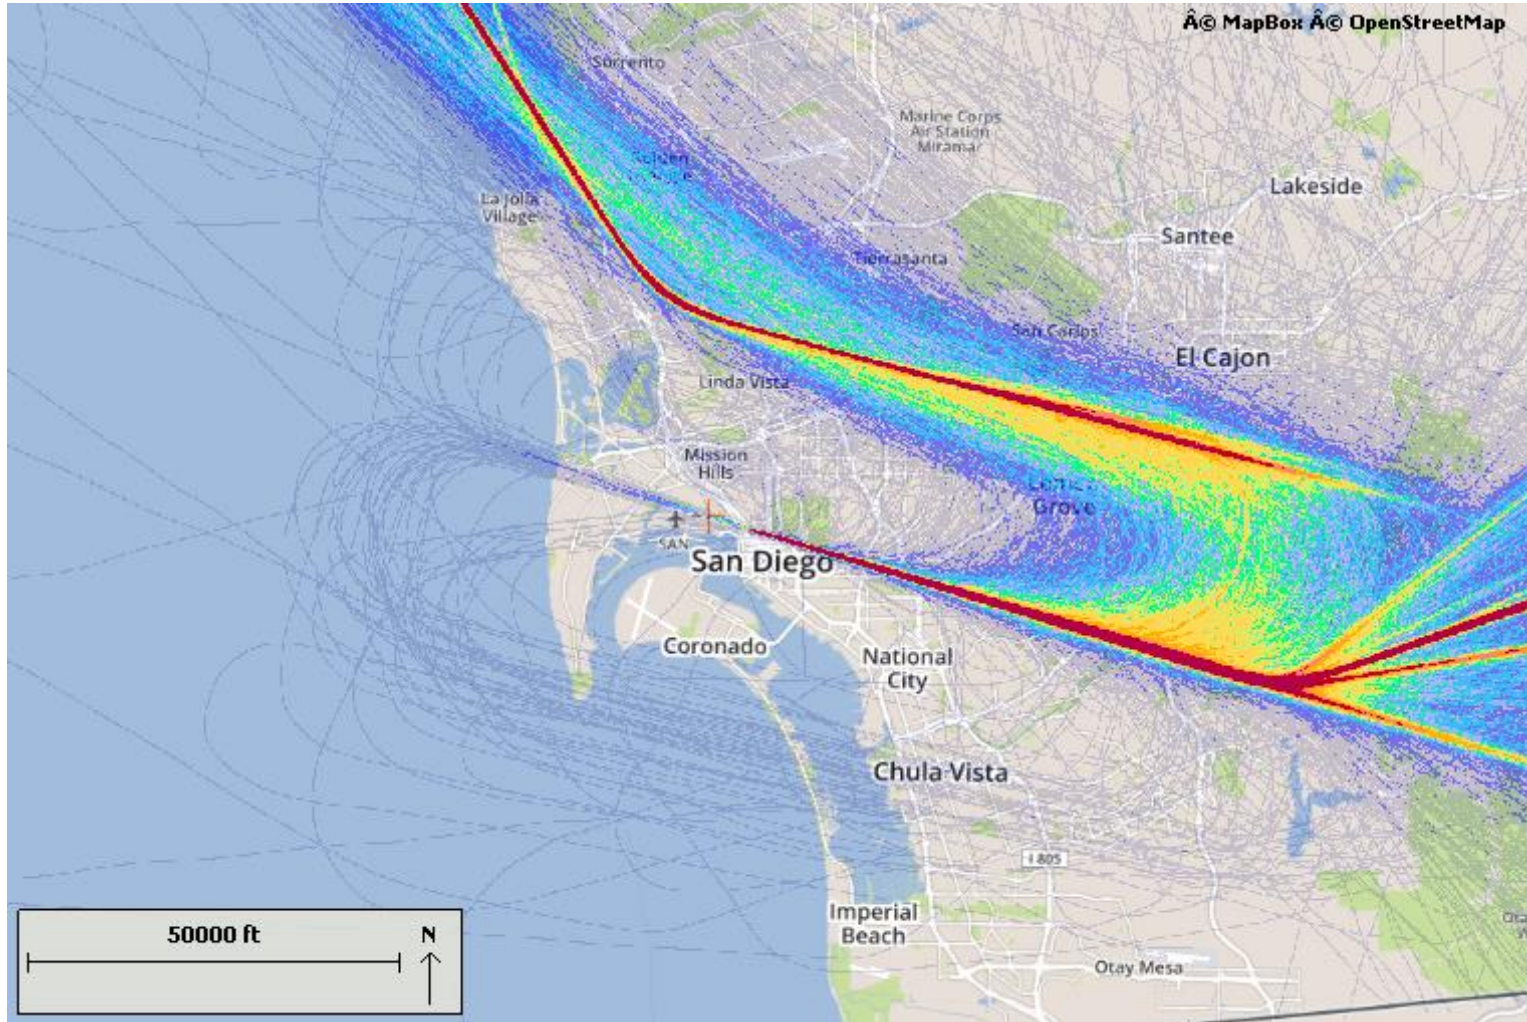 Â© MapBox Â© OpenStreetMap
Sorrento
Marine Corps
Air Station
Miramar
Lakeside
La Jolla
Village
Santee
Tierrasanta
San Carlos
El Cajon
Linda Vista
Mission
Hills
Grove
SAN
San Diego
Coronado
National
City
Chula Vista
I 805
Imperial
Beach
Otay Mesa
50000 ft
N